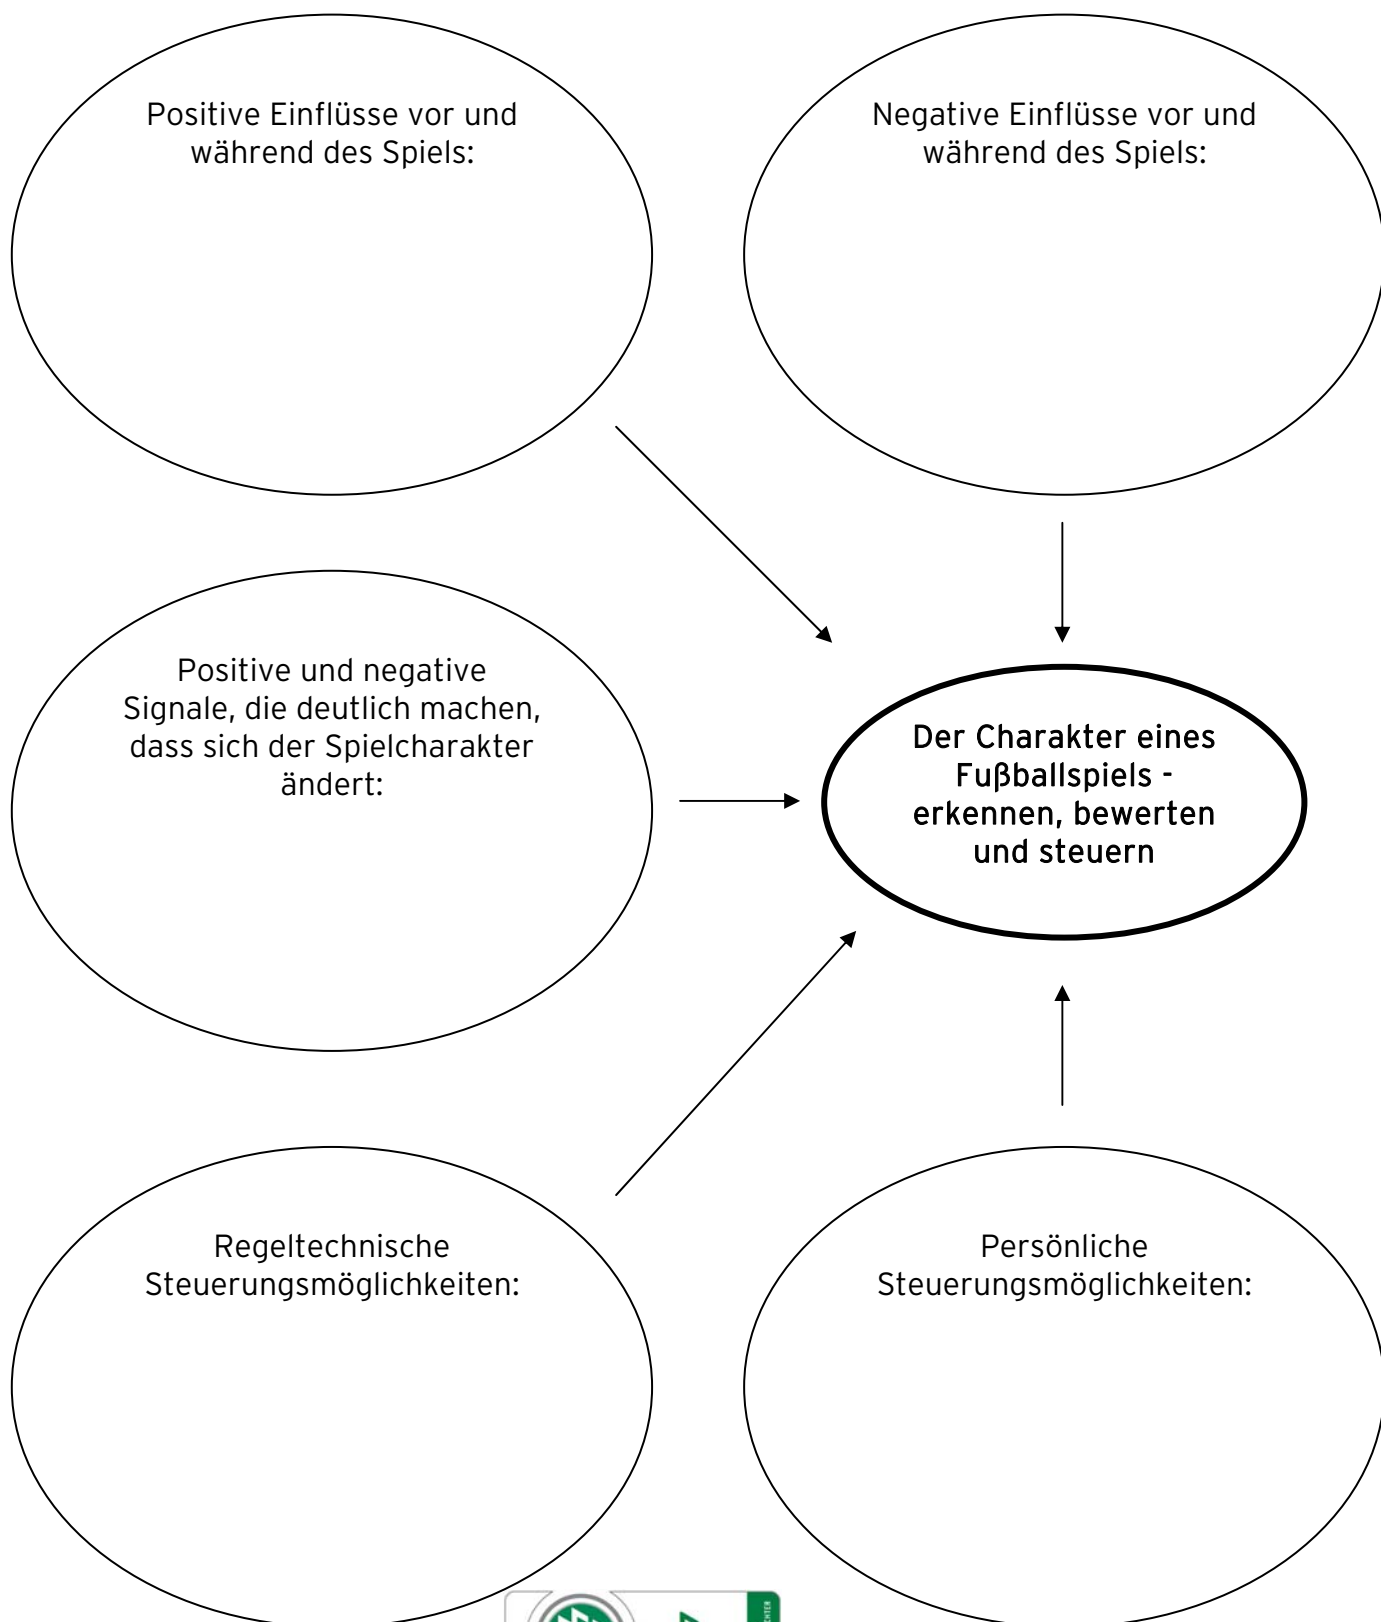 Positive Einflüsse vor und
während des Spiels:
Negative Einflüsse vor und
während des Spiels:
Positive und negative
Signale, die deutlich machen,
dass sich der Spielcharakter
ändert:
Der Charakter eines
Fußballspiels -
erkennen, bewerten
und steuern
Regeltechnische
Steuerungsmöglichkeiten:
Persönliche
Steuerungsmöglichkeiten: